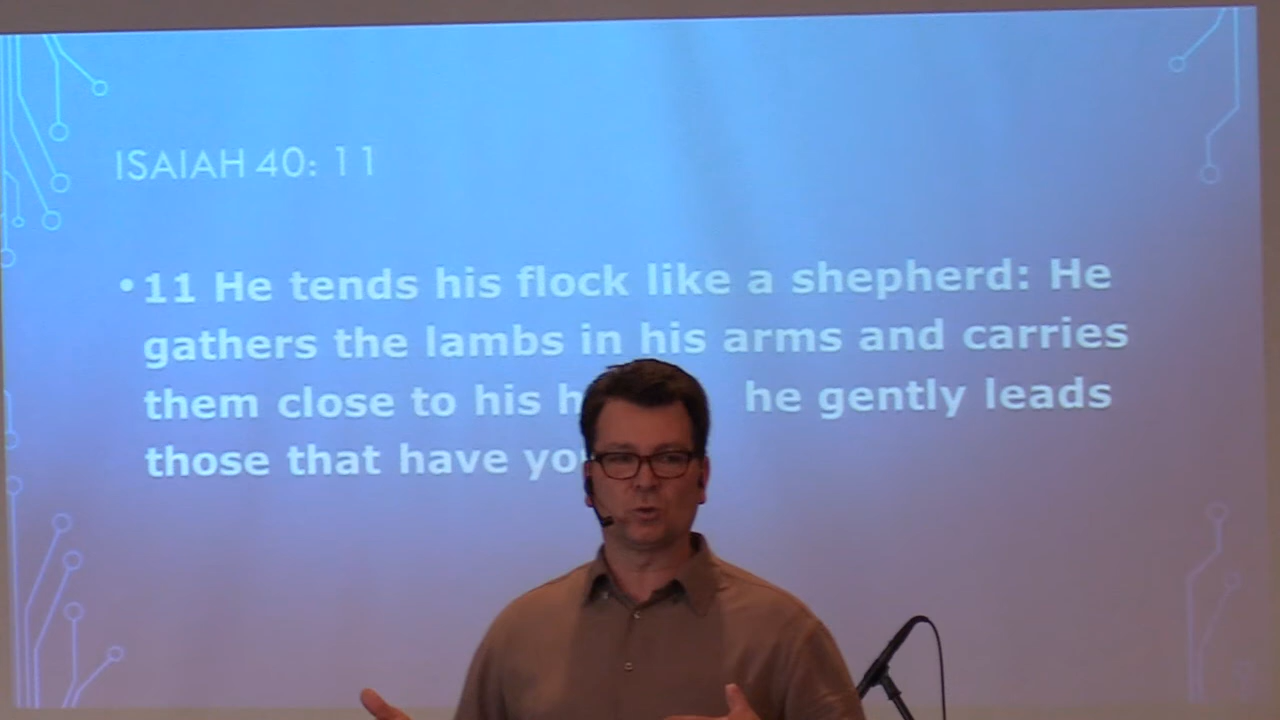 ISAIAH 40: 11
• 11 He tends his flock like a shepherd: He
gathers the lambs in his arms and carries
them close to his he gently leads
those that have